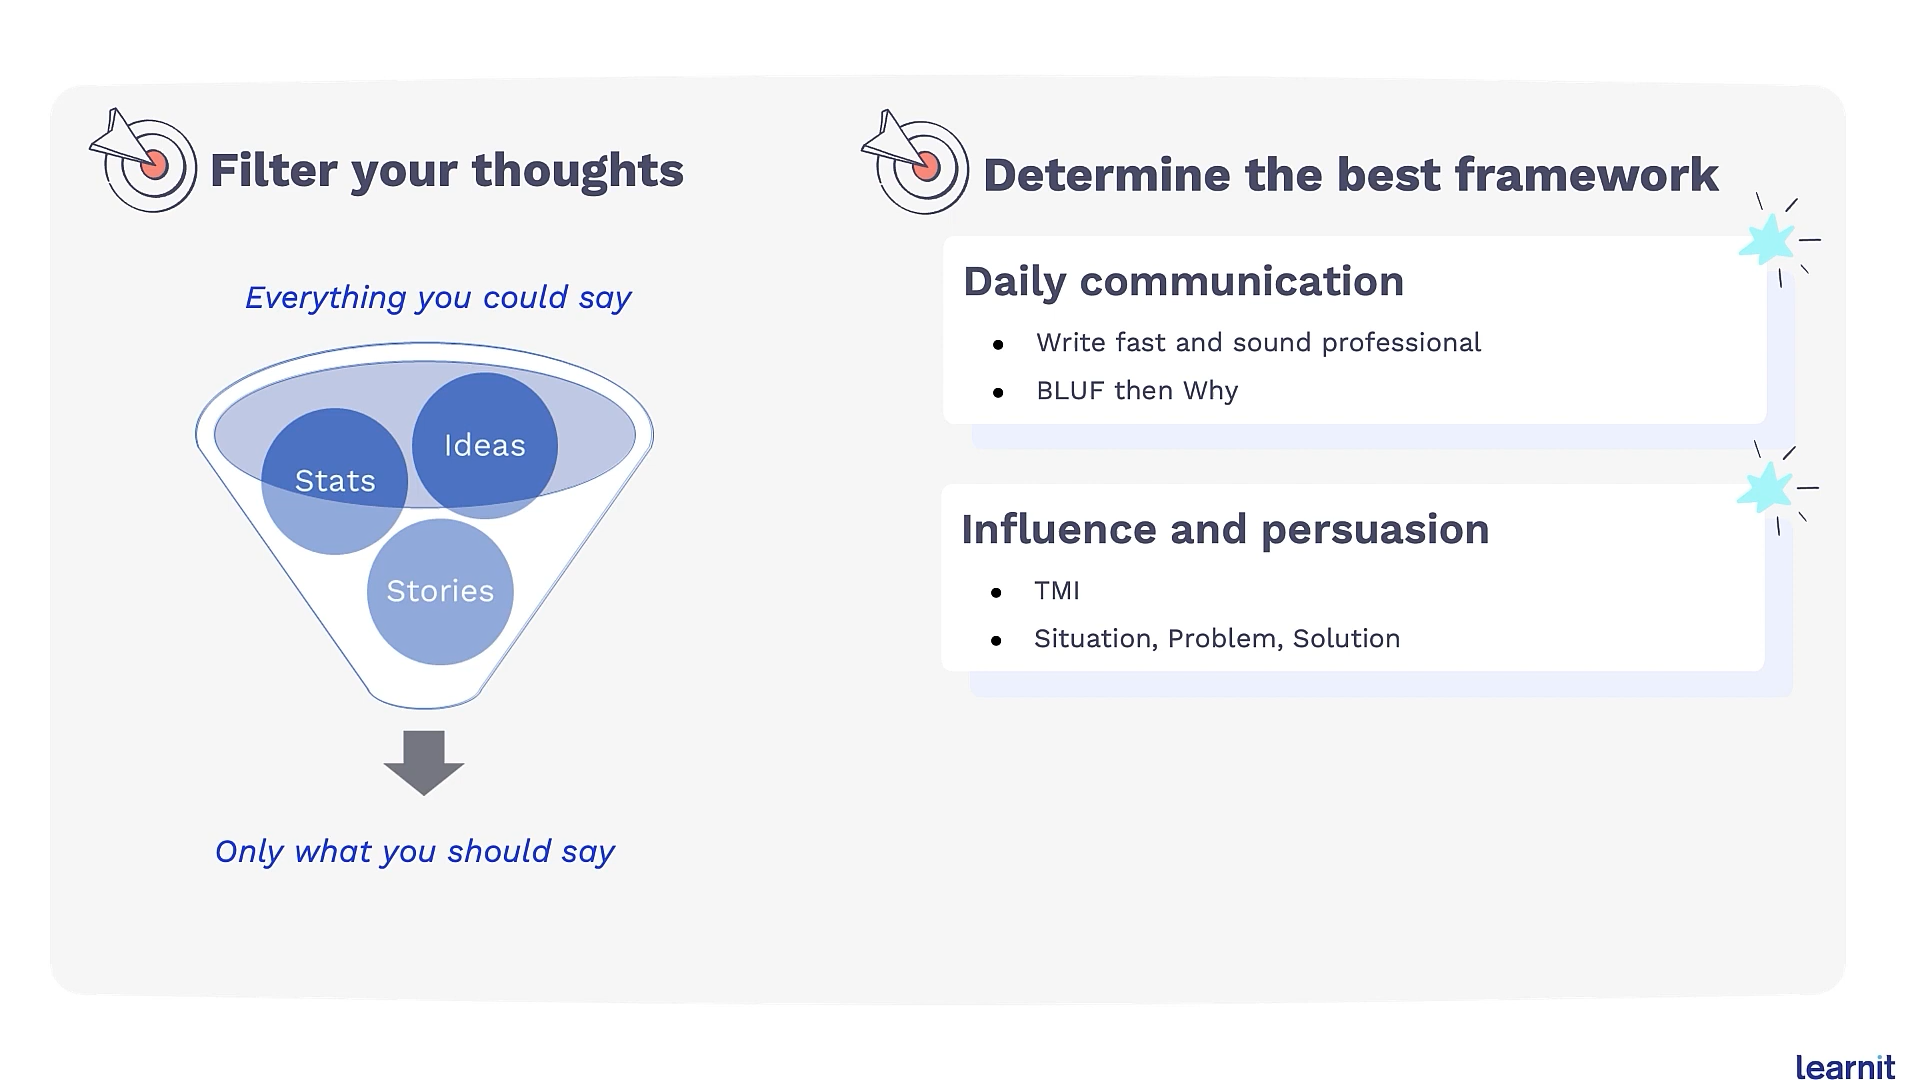 Filter your thoughts
Everything you could say
Ideas
Stats
Stories
Only what you should say
Determine the best framework
Daily communication
• Write fast and sound professional
• BLUF then Why
Influence and persuasion
• TMI
• Situation, Problem, Solution
learnit